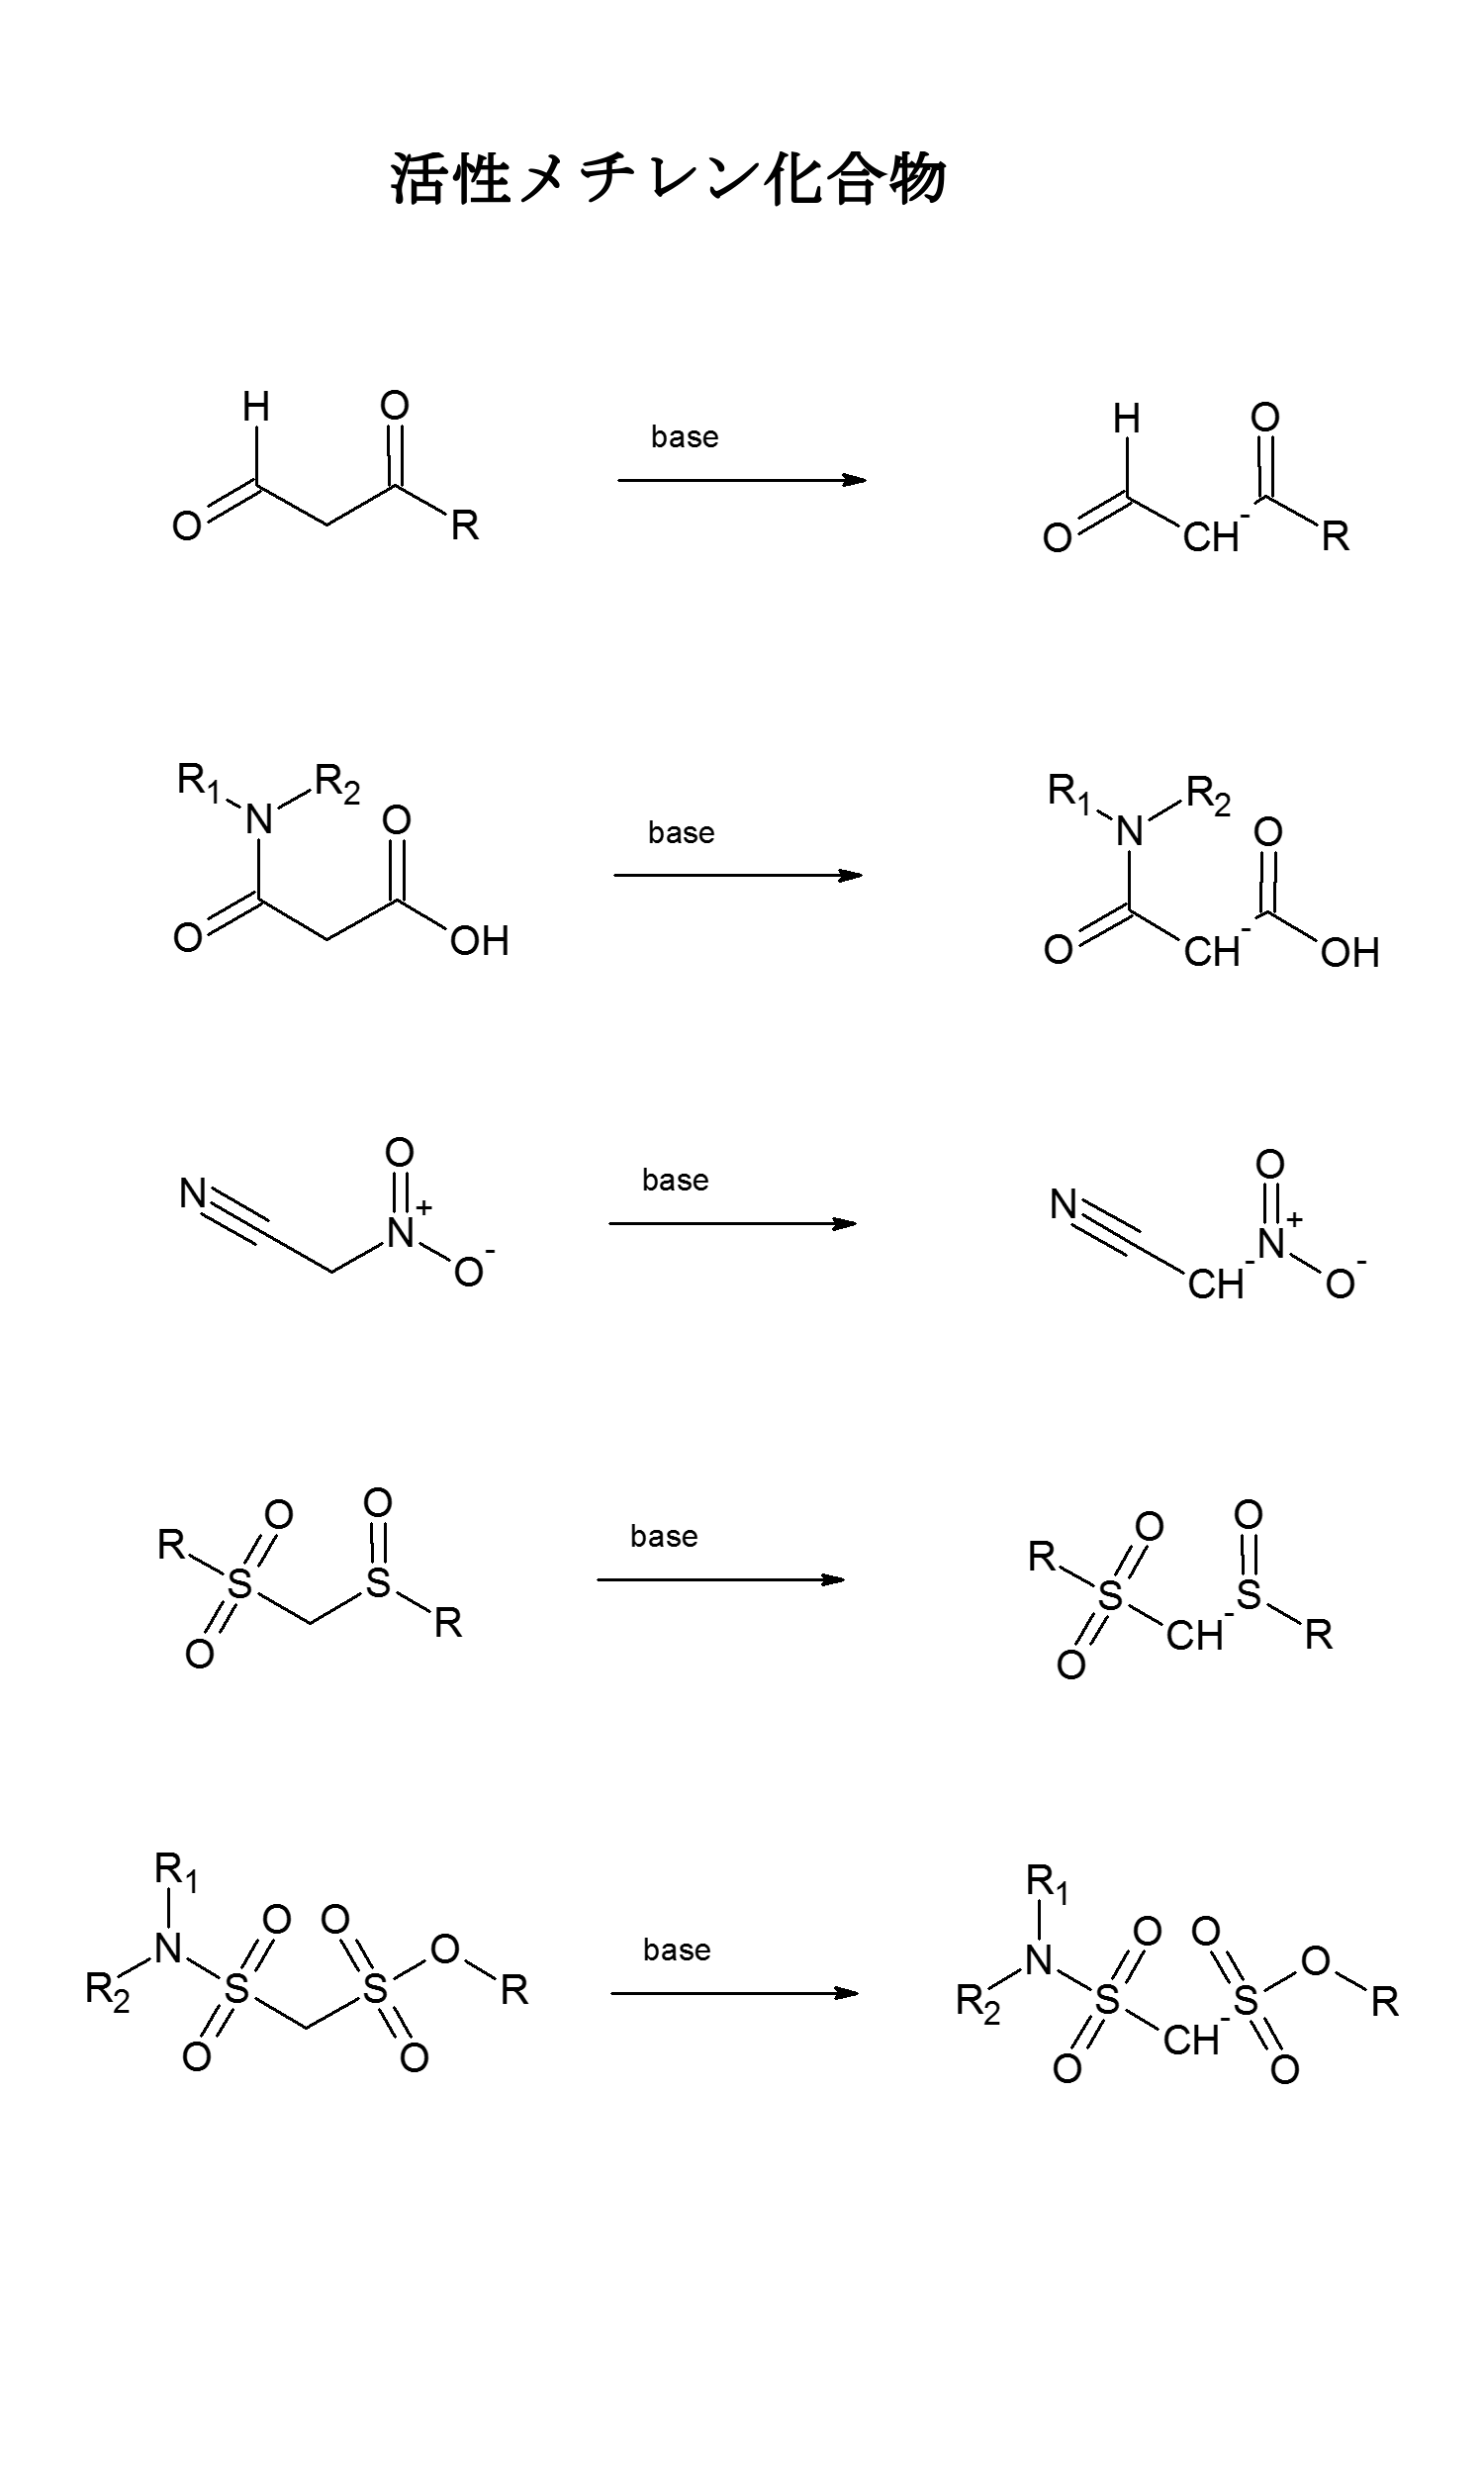 活性メチレン化合物
H O
O R
base
H O
O CH- R
R1 N R2 O
O OH
base
R1 N R2 O
O CH- OH
N O N+ O-
base
N CH- O N+ O-
R O S O O S R
base
R O S O CH- O S R
R1 N R2 O S O O S O O R
base
R1 N R2 O S O CH- O S O O R